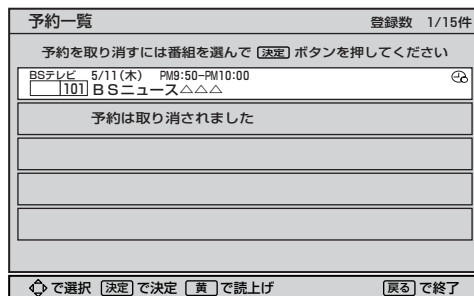 予約一覧 登録数 1/15件
予約を取り消すには番組を選んで 決定 ボタンを押してください
BSテレビ 5/11(木) PM9:50-PM10:00
101 BSニュース△△△
予約は取り消されました
で選択 決定 で決定 黄 で読上げ 戻る で終了